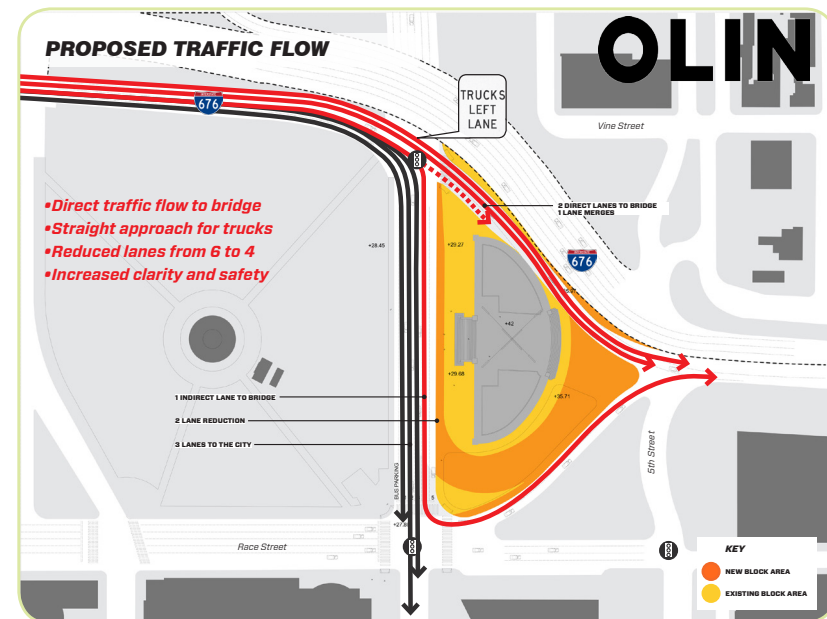 PROPOSED TRAFFIC FLOW
OLIN
676
TRUCKS
LEFT
LANE
Vine Street
•Direct traffic flow to bridge
•Straight approach for trucks
•Reduced lanes from 6 to 4
•Increased clarity and safety
2 DIRECT LANES TO BRIDGE
1 LANE MERGES
+28.45
+29.27
676
+42
+29.68
+35.71
1 INDIRECT LANE TO BRIDGE
2 LANE REDUCTION
3 LANES TO THE CITY
5th Street
BUS PARKING
5
Race Street
KEY
NEW BLOCK AREA
EXISTING BLOCK AREA